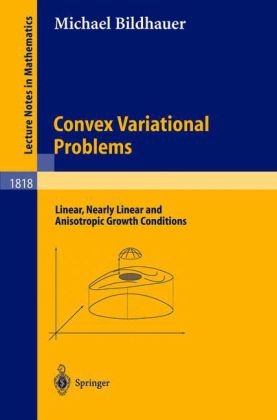 Michael Bildhauer
Lecture Notes in Mathematics
1818
Convex Variational
Problems
Linear, Nearly Linear and
Anisotropic Growth Conditions
Springer